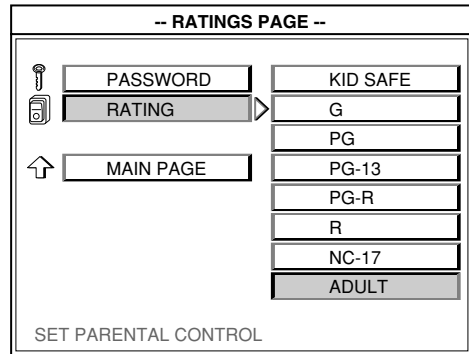 -- RATINGS PAGE --
PASSWORD
RATING
MAIN PAGE
KID SAFE
G
PG
PG-13
PG-R
R
NC-17
ADULT
SET PARENTAL CONTROL